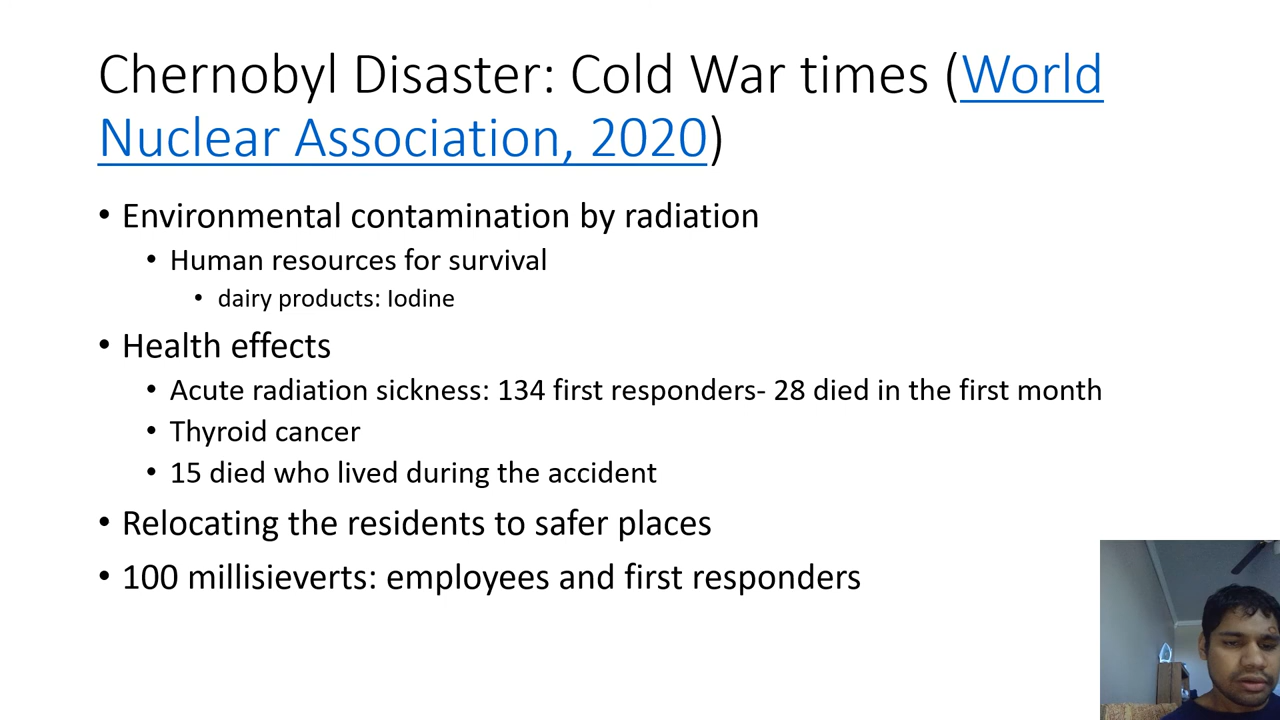 Chernobyl Disaster: Cold War times (World
Nuclear Association, 2020)
• Environmental contamination by radiation
• Human resources for survival
• dairy products: Iodine
• Health effects
• Acute radiation sickness: 134 first responders- 28 died in the first month
• Thyroid cancer
• 15 died who lived during the accident
• Relocating the residents to safer places
• 100 millisieverts: employees and first responders